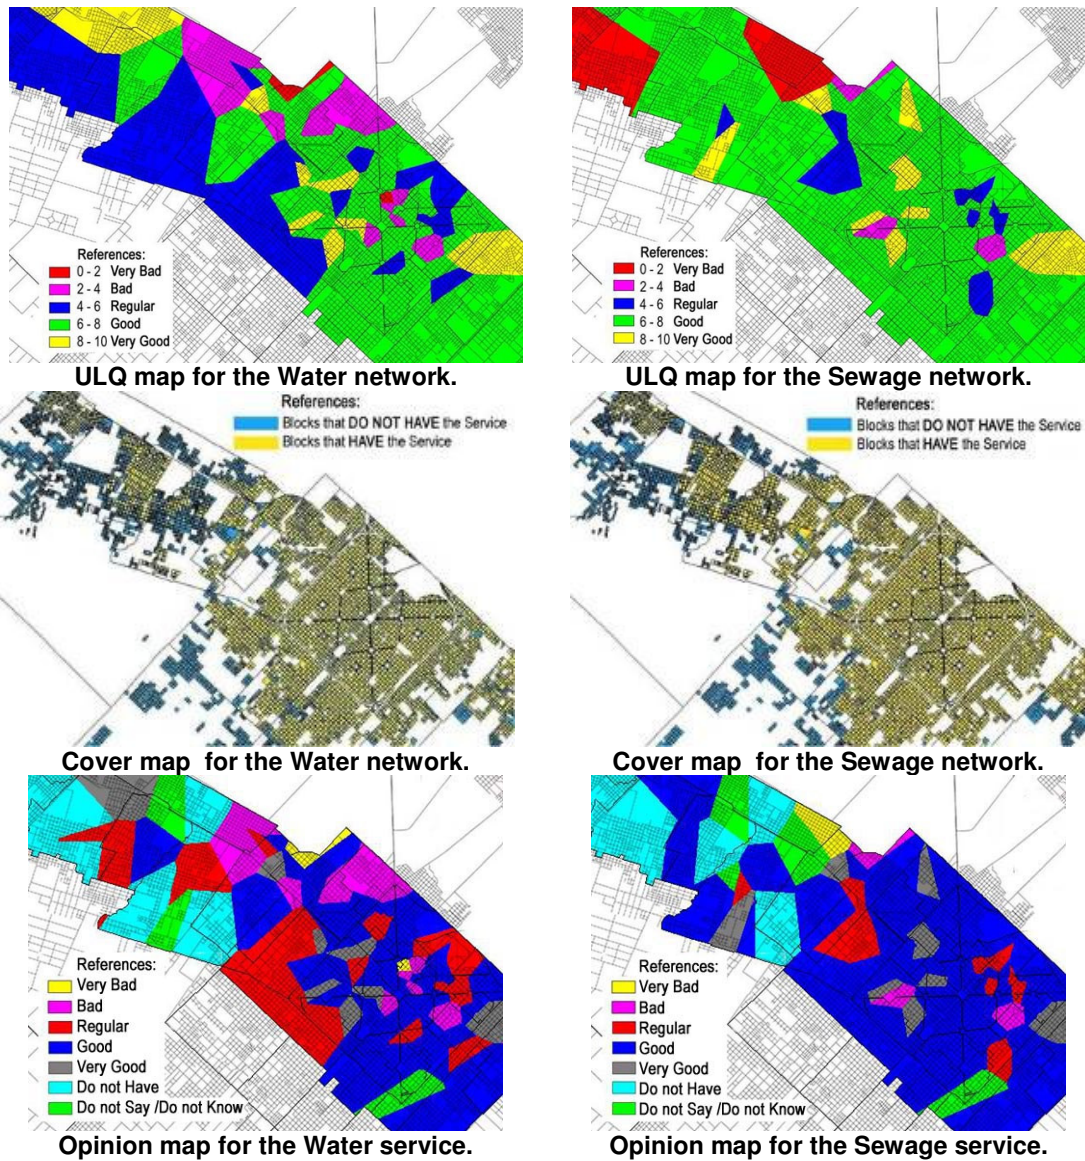 References:
0 - 2 Very Bad
2 - 4 Bad
4 - 6 Regular
6 - 8 Good
8 - 10 Very Good
ULQ map for the Water network.
References:
0 - 2 Very Bad
2 - 4 Bad
4 - 6 Regular
6 - 8 Good
8 - 10 Very Good
ULQ map for the Sewage network.
References:
Blocks that DO NOT HAVE the Service
Blocks that HAVE the Service
Cover map for the Water network.
References:
Blocks that DO NOT HAVE the Service
Blocks that HAVE the Service
Cover map for the Sewage network.
References:
Very Bad
Bad
Regular
Good
Very Good
Do not Have
Do not Say /Do not Know
Opinion map for the Water service.
References:
Very Bad
Bad
Regular
Good
Very Good
Do not Have
Do not Say /Do not Know
Opinion map for the Sewage service.